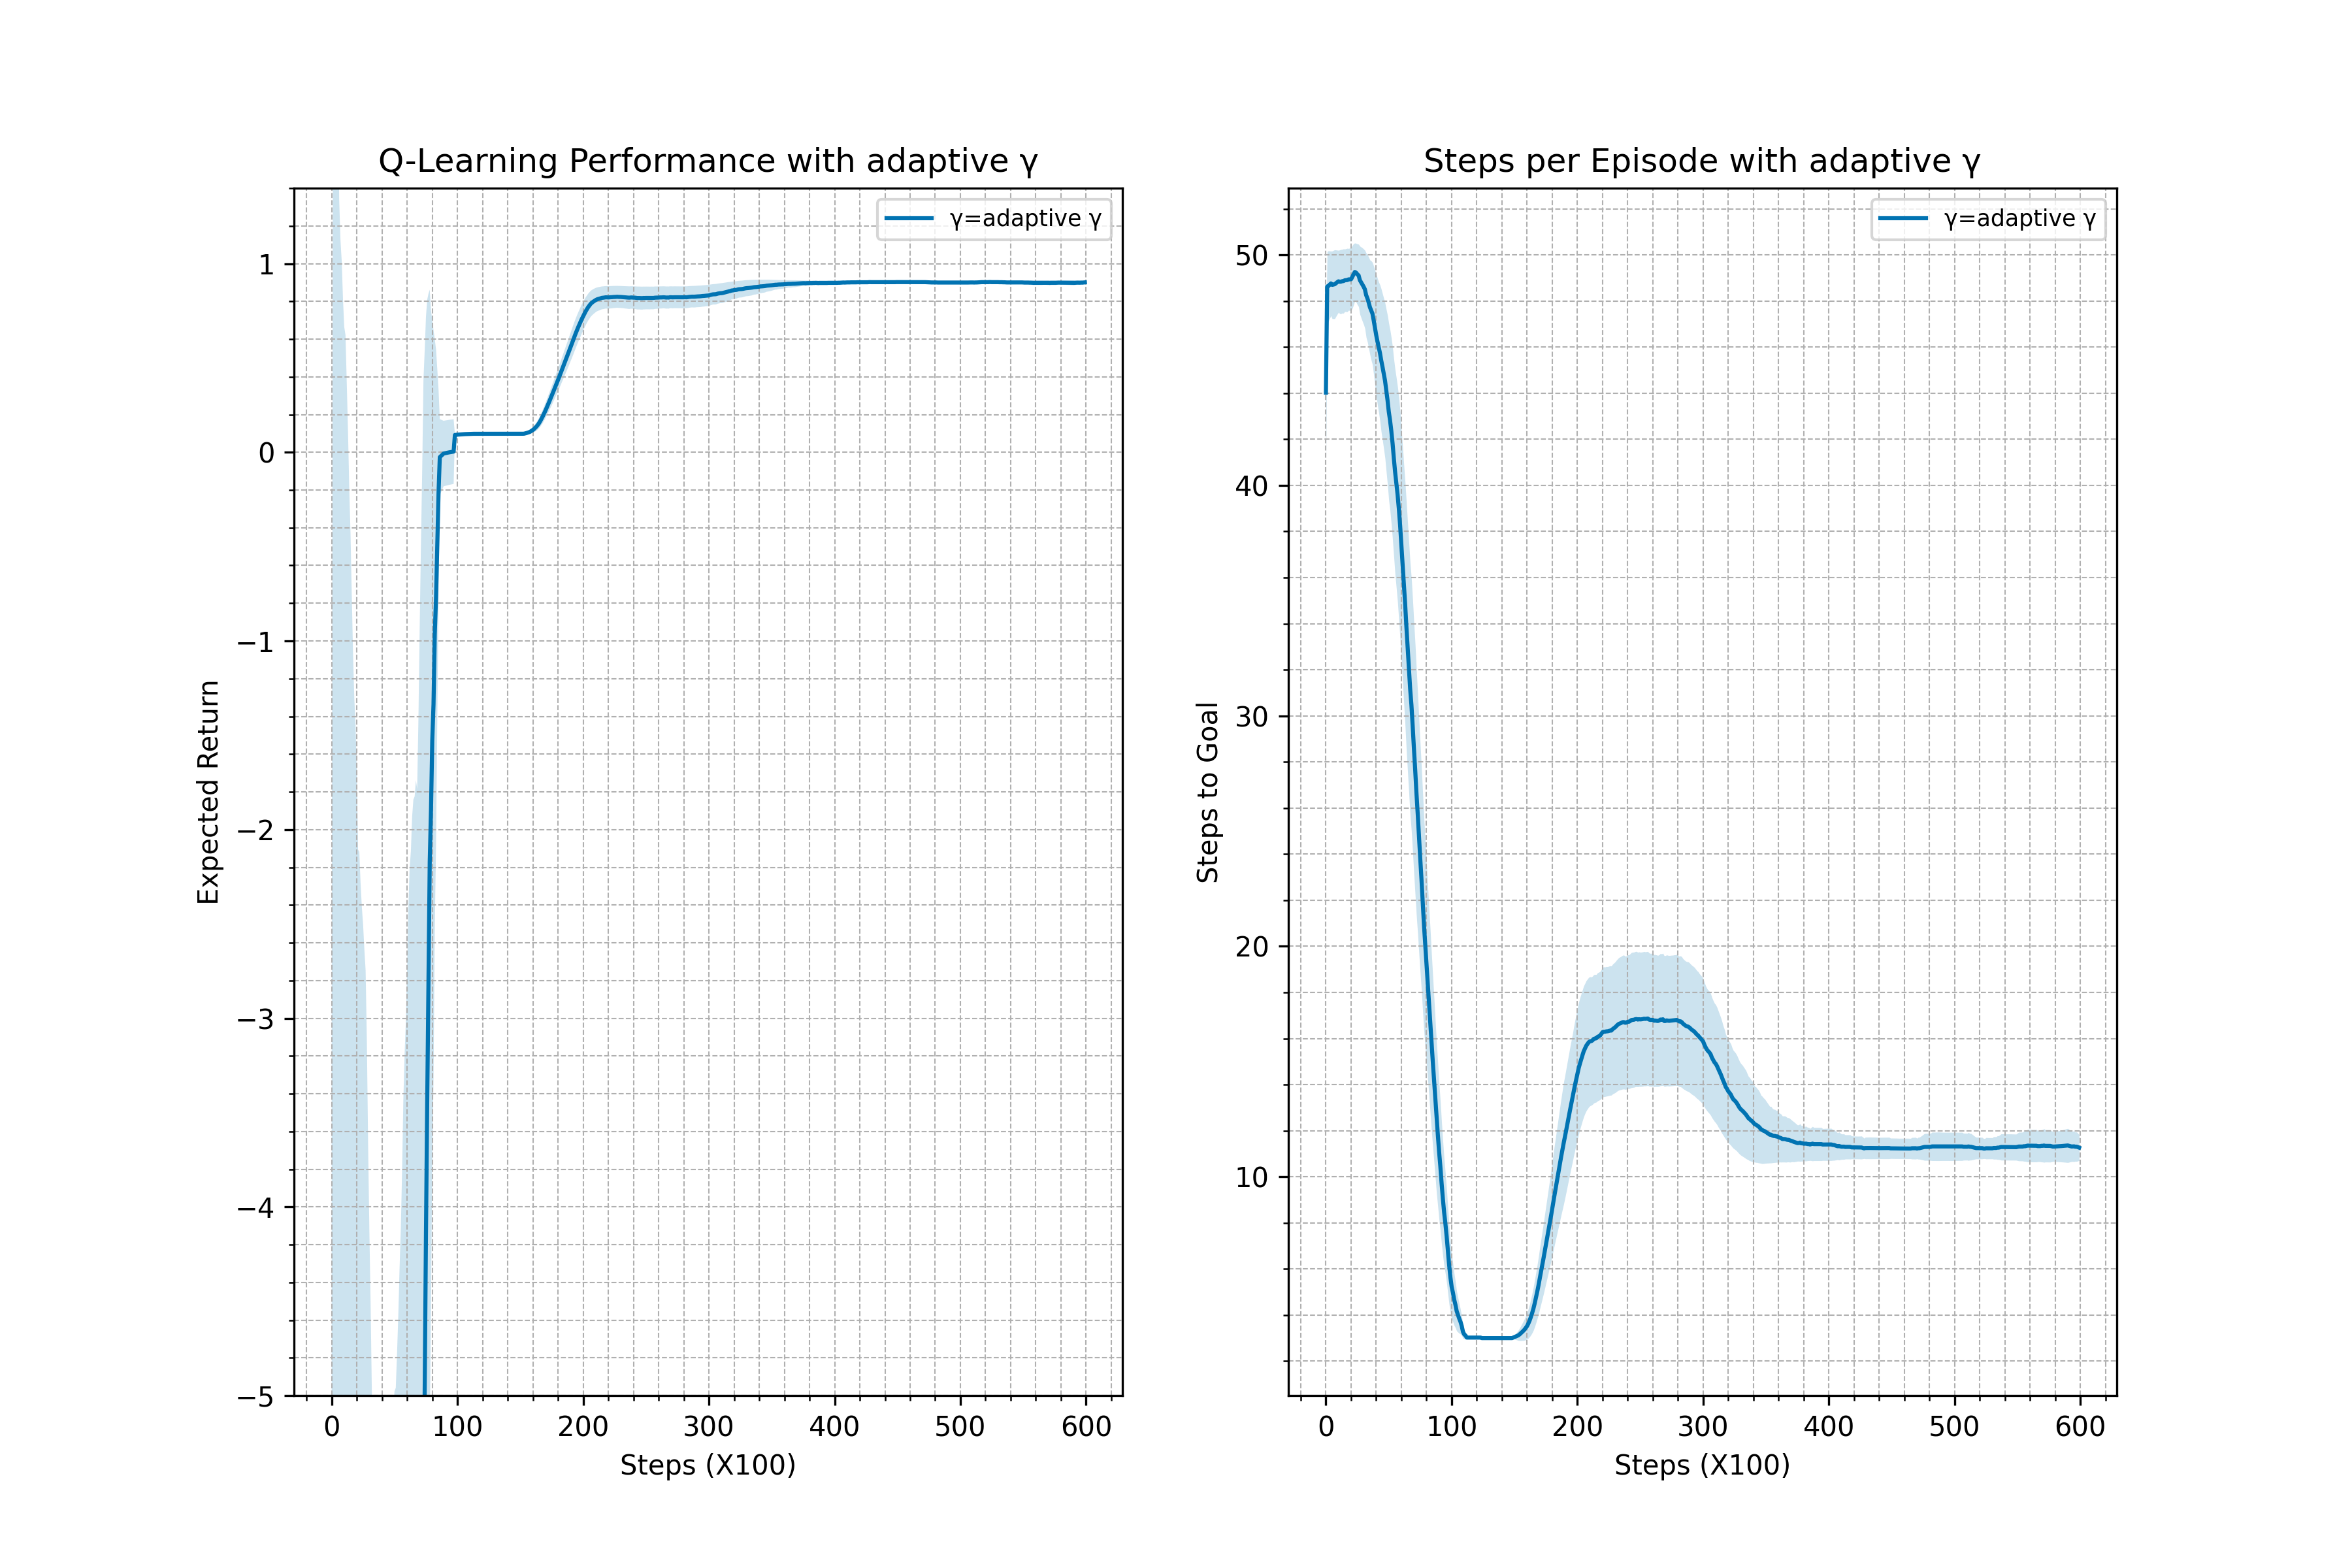 Q-Learning Performance with adaptive γ
γ=adaptive γ
1
0
−1
−2
−3
−4
−5
Expected Return
0 100 200 300 400 500 600
Steps (X100)
Steps per Episode with adaptive γ
γ=adaptive γ
50
40
30
20
10
Steps to Goal
0 100 200 300 400 500 600
Steps (X100)